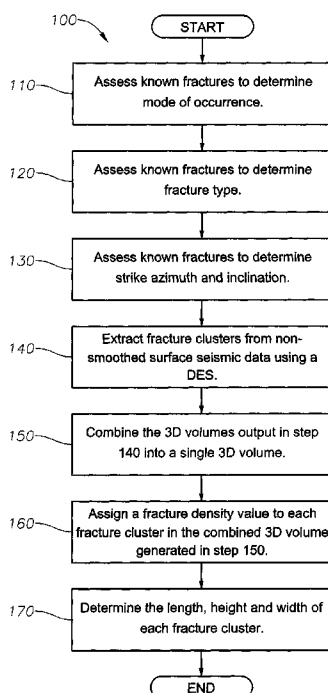 100
START
110
Assess known fractures to determine
mode of occurrence.
120
Assess known fractures to determine
fracture type.
130
Assess known fractures to determine
strike azimuth and inclination.
140
Extract fracture clusters from non-
smoothed surface seismic data using a
DES.
150
Combine the 3D volumes output in step
140 into a single 3D volume.
160
Assign a fracture density value to each
fracture cluster in the combined 3D volume
generated in step 150.
170
Determine the length, height and width of
each fracture cluster.
END